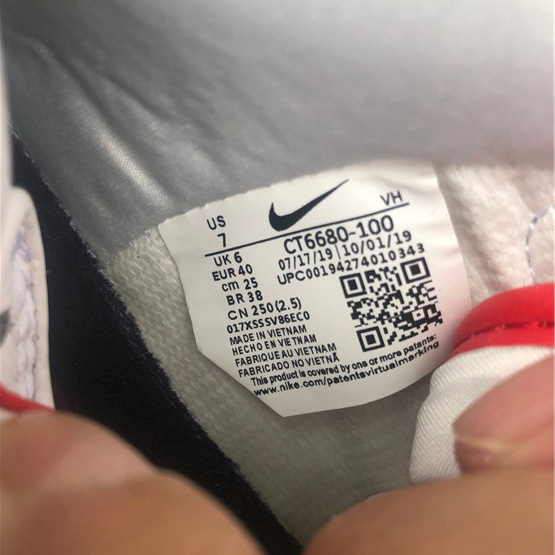 US
7
VH
UK 6
EUR 40
cm 25
BR 38
CN 250(2.5)
CT6680-100
07/17/19 | 10/01/19
UPC00194274010343
017XSSSV86EC0
MADE IN VIETNAM
HECHO EN VIETNAM
FABRIQUE AU VIETNAM
FABRICADO NO VIETNÃ
This product is covered by one or more patents:
www.nike.com/patentsvirtualmarking